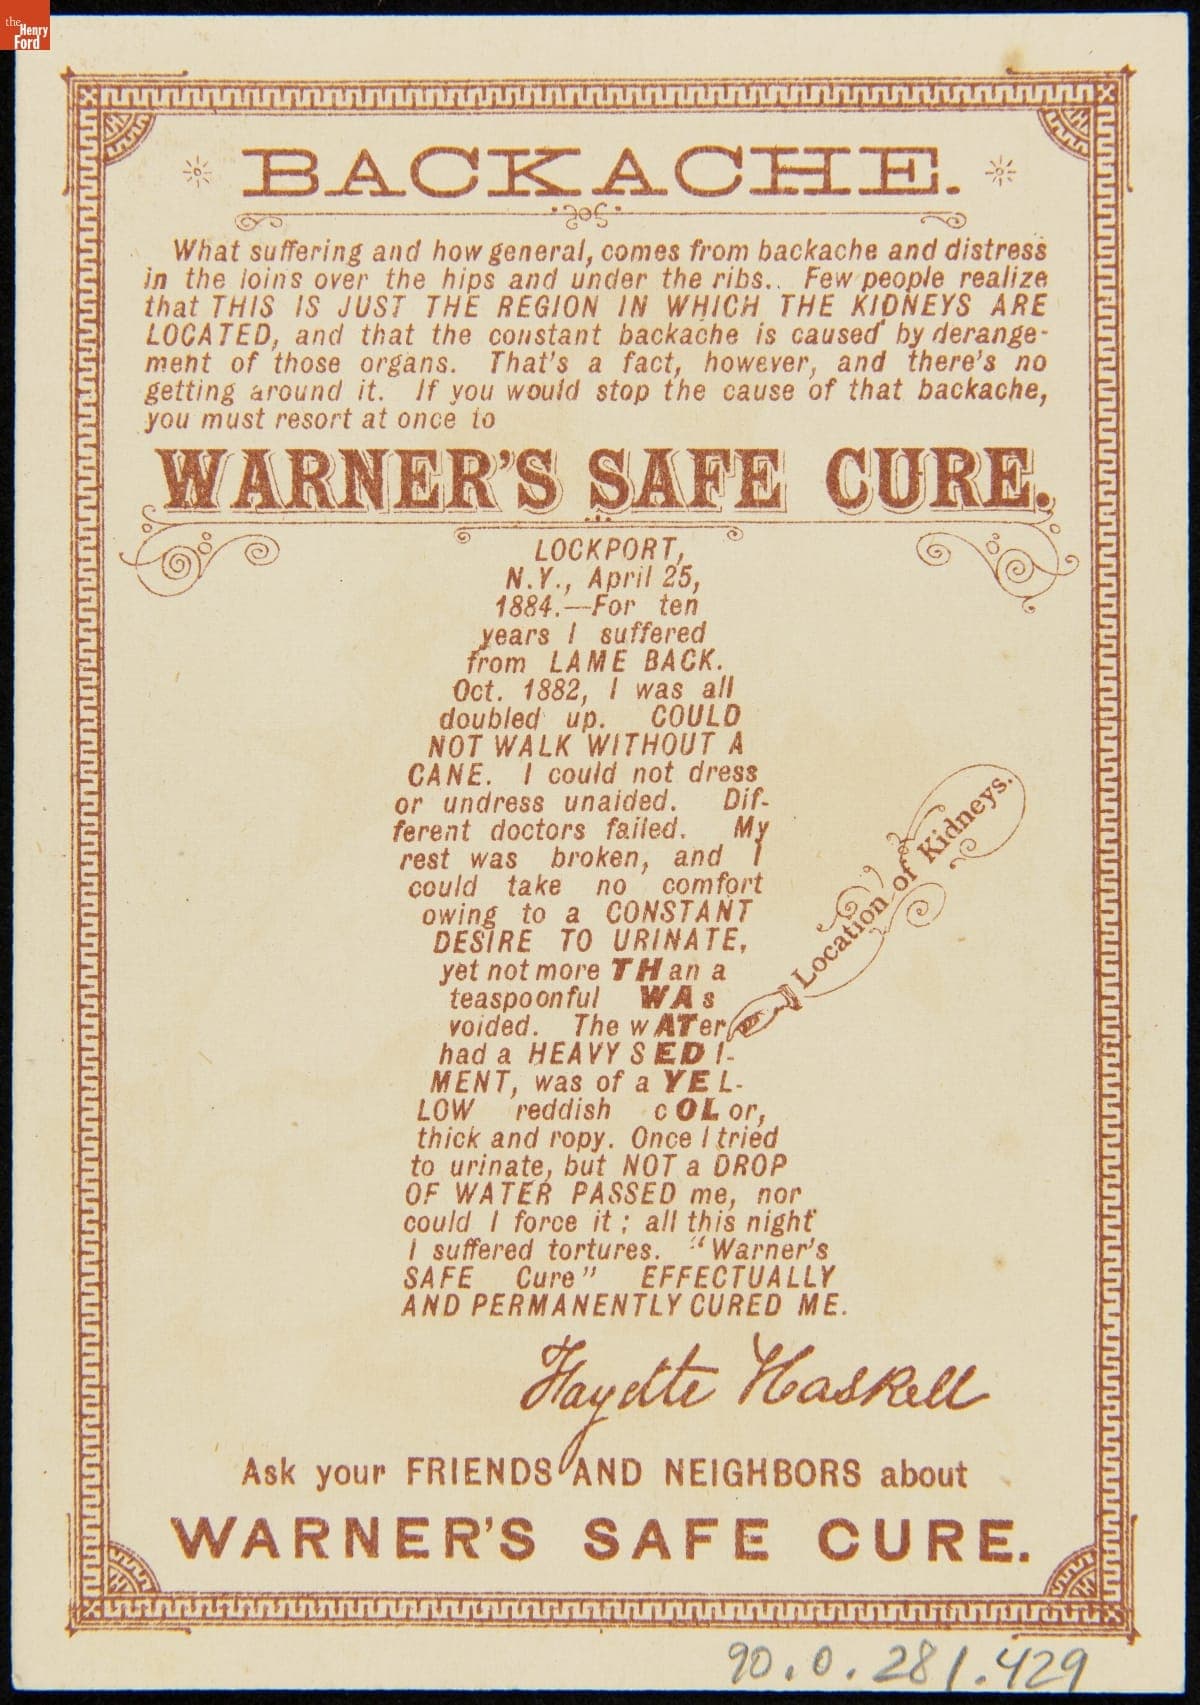 the
Henry
Ford
BACKACHE.
What suffering and how general, comes from backache and distress
in the loins over the hips and under the ribs.. Few people realize
that THIS IS JUST THE REGION IN WHICH THE KIDNEYS ARE
LOCATED, and that the constant backache is caused by derange-
ment of those organs. That's a fact, however, and there's no
getting around it. If you would stop the cause of that backache,
you must resort at once to
WARNER'S SAFE CURE.
LOCKPORT,
N.Y., April 25,
1884.—For ten
years I suffered
from LAME BACK.
Oct. 1882, I was all
doubled up. COULD
NOT WALK WITHOUT A
CANE. I could not dress
or undress unaided. Dif-
ferent doctors failed. My
rest was broken, and I
could take no comfort
owing to a CONSTANT
DESIRE TO URINATE,
yet not more THan a
teaspoonful WAs
voided. The wATer
had a HEAVY SEDI-
MENT, was of a YEL-
LOW reddish cOLor,
thick and ropy. Once I tried
to urinate, but NOT a DROP
OF WATER PASSED me, nor
could I force it; all this night
I suffered tortures. "Warner's
SAFE Cure" EFFECTUALLY
AND PERMANENTLY CURED ME.
Location of Kidneys.
Fayette Haskell
Ask your FRIENDS AND NEIGHBORS about
WARNER'S SAFE CURE.
90.0.281.429